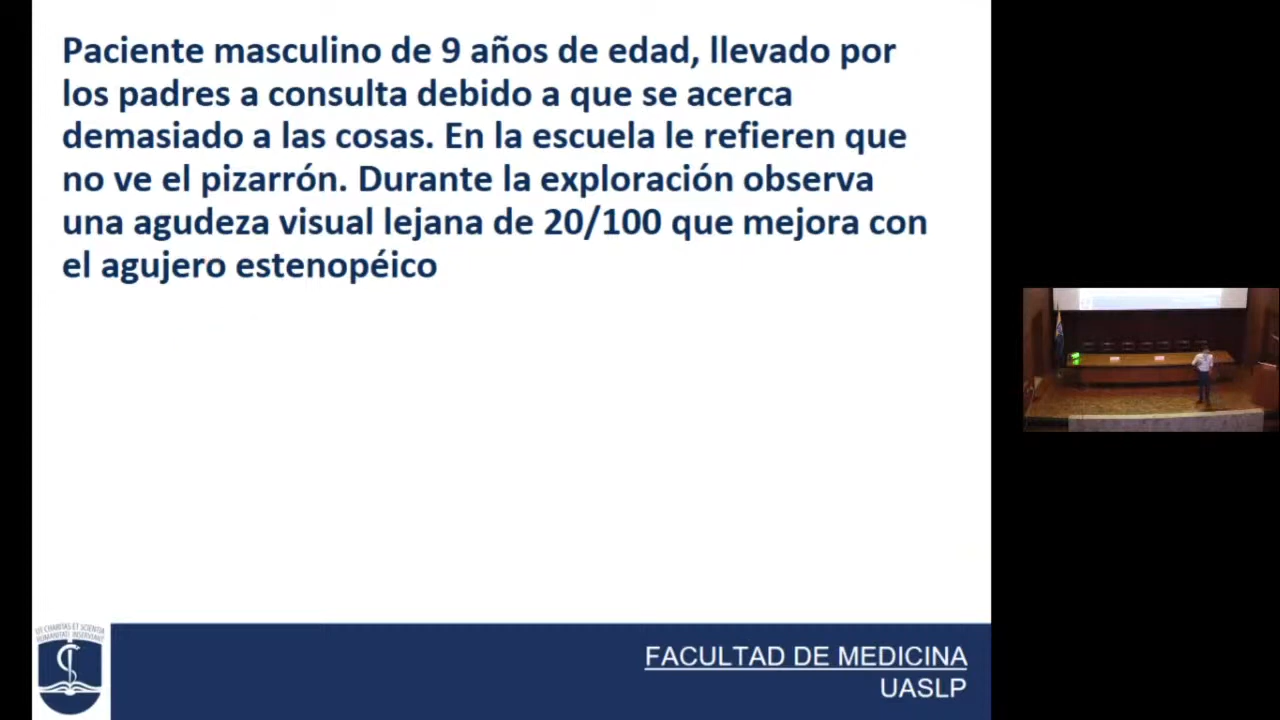 Paciente masculino de 9 años de edad, llevado por
los padres a consulta debido a que se acerca
demasiado a las cosas. En la escuela le refieren que
no ve el pizarrón. Durante la exploración observa
una agudeza visual lejana de 20/100 que mejora con
el agujero estenopéico
FACULTAD DE MEDICINA
UASLP